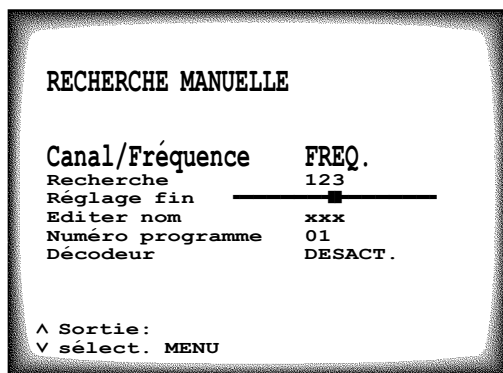 RECHERCHE MANUELLE
Canal/Fréquence FREQ.
Recherche 123
Réglage fin
Editer nom xxx
Numéro programme 01
Décodeur DESACT.
∧ Sortie:
∨ sélect. MENU